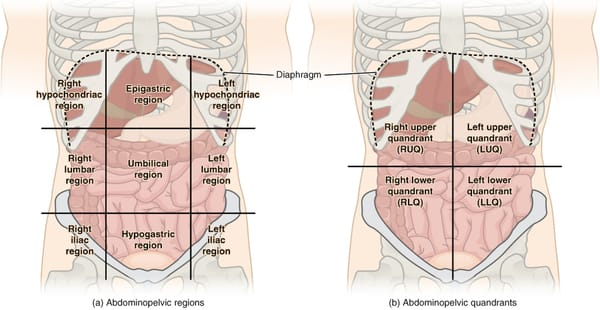 Diaphragm
Right
hypochondriac
region
Epigastric
region
Left
hypochondriac
region
Right
lumbar
region
Umbilical
region
Left
lumbar
region
Right
iliac
region
Hypogastric
region
Left
iliac
region
(a) Abdominopelvic regions
Right upper
quadrant
(RUQ)
Left upper
quadrant
(LUQ)
Right lower
quadrant
(RLQ)
Left lower
quadrant
(LLQ)
(b) Abdominopelvic quadrants